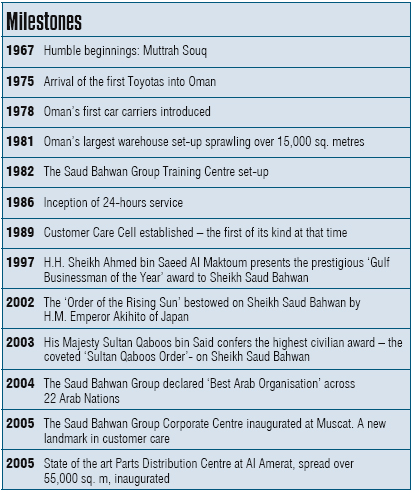 Milestones
1967 Humble beginnings: Muttrah Souq
1975 Arrival of the first Toyotas into Oman
1978 Oman's first car carriers introduced
1981 Oman's largest warehouse set-up sprawling over 15,000 sq. metres
1982 The Saud Bahwan Group Training Centre set-up
1986 Inception of 24-hours service
1989 Customer Care Cell established – the first of its kind at that time
1997 H.H. Sheikh Ahmed bin Saeed Al Maktoum presents the prestigious 'Gulf
Businessman of the Year' award to Sheikh Saud Bahwan
2002 The 'Order of the Rising Sun' bestowed on Sheikh Saud Bahwan by
H.M. Emperor Akihito of Japan
2003 His Majesty Sultan Qaboos bin Said confers the highest civilian award – the
coveted 'Sultan Qaboos Order'- on Sheikh Saud Bahwan
2004 The Saud Bahwan Group declared 'Best Arab Organisation' across
22 Arab Nations
2005 The Saud Bahwan Group Corporate Centre inaugurated at Muscat. A new
landmark in customer care
2005 State of the art Parts Distribution Centre at Al Amerat, spread over
55,000 sq. m, inaugurated